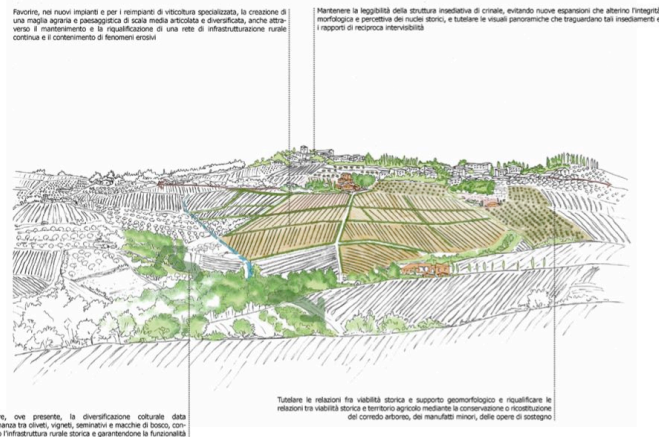 Favorire, nei nuovi impianti e per i reimpianti di viticoltura specializzata, la creazione di
una maglia agraria e paesaggistica di scala media articolata e diversificata, anche attra-
verso il mantenimento e la riqualificazione di una rete di infrastrutturazione rurale
continua e il contenimento di fenomeni erosivi
Mantenere la leggibilità della struttura insediativa di crinale, evitando nuove espansioni che alterino l'integrità
morfologica e percettiva dei nuclei storici, e tutelare le visuali panoramiche che traguardano tali insediamenti e
i rapporti di reciproca intervisibilità
Tutelare le relazioni fra viabilità storica e supporto geomorfologico e riqualificare le
relazioni tra viabilità storica e territorio agricolo mediante la conservazione o ricostituzione
del corredo arboreo, dei manufatti minori, delle opere di sostegno
ove presente, la diversificazione colturale data
tra oliveti, vigneti, seminativi e macchie di bosco, con-
l'infrastruttura rurale storica e garantendone la funzionalità